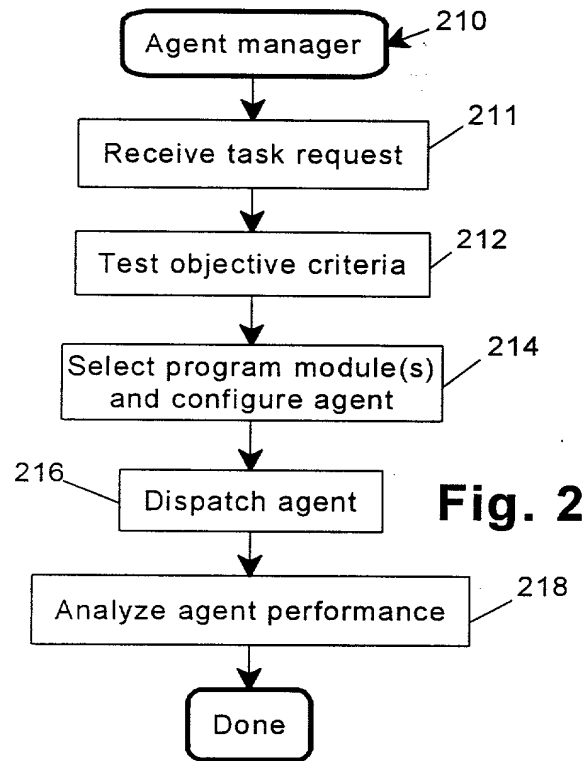 Agent manager
210
211
Receive task request
212
Test objective criteria
214
Select program module(s)
and configure agent
216
Dispatch agent
Fig. 2
218
Analyze agent performance
Done